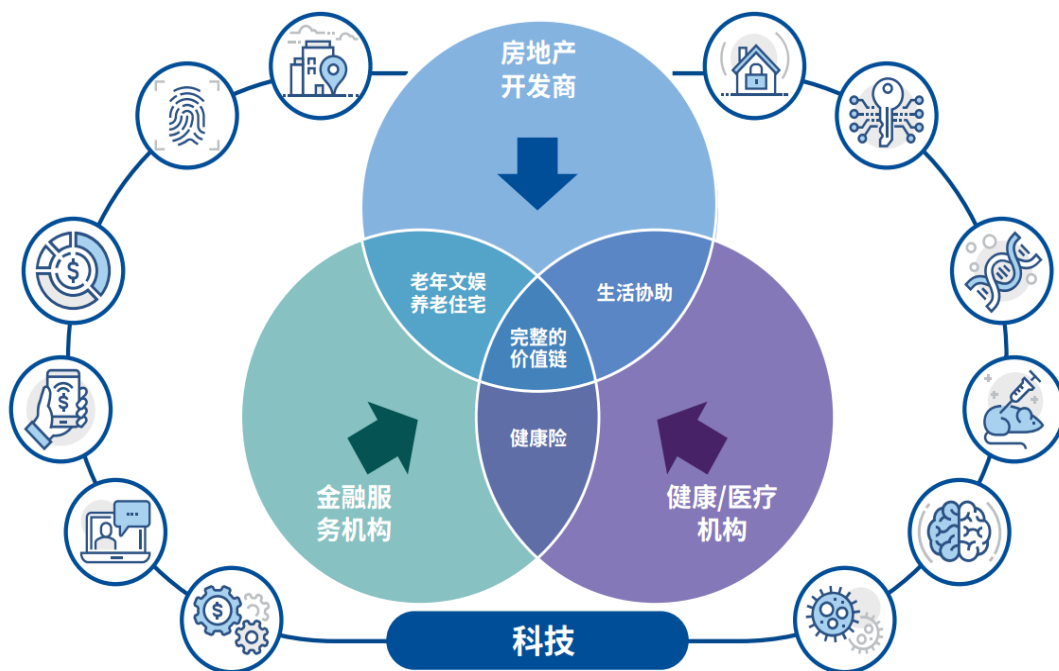 房地产
开发商
老年文娱
养老住宅
生活协助
完整的
价值链
健康险
金融服
务机构
健康/医疗
机构
科技
$
$
$